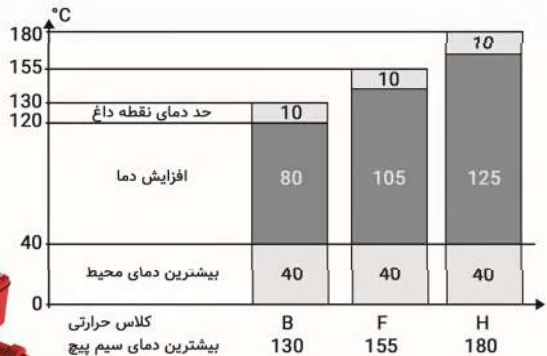 °C
180
10
155
10
130
حد دمای نقطه داغ 10
120
افزایش دما 80 105 125
40
بیشترین دمای محیط 40 40 40
0
کلاس حرارتی B F H
بیشترین دمای سیم پیچ 130 155 180